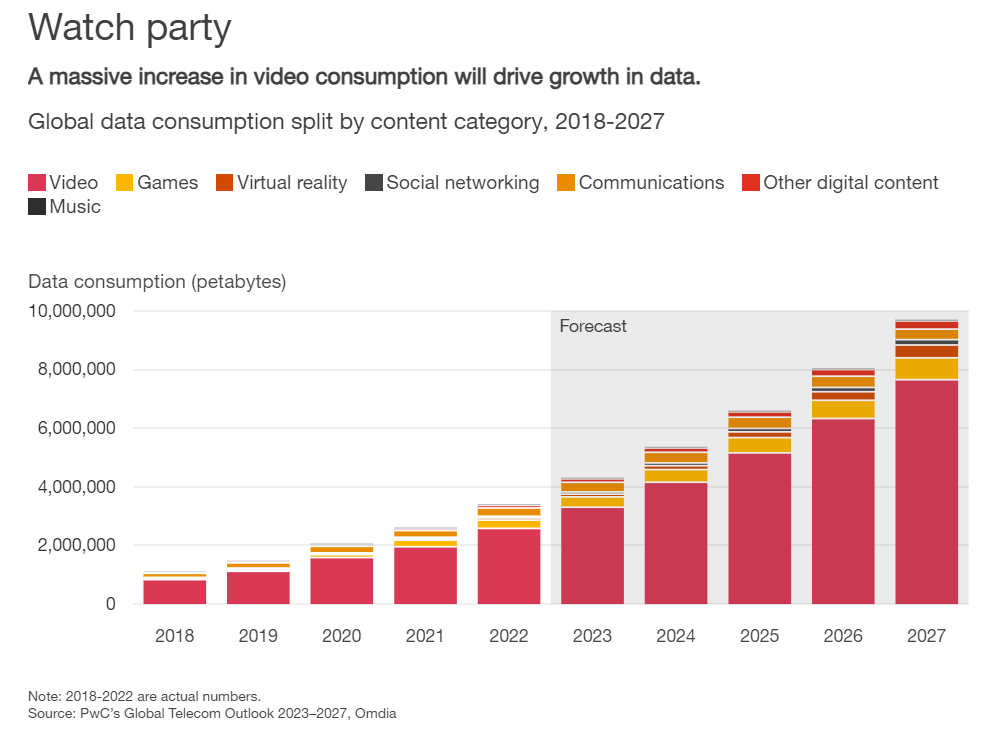 Watch party
A massive increase in video consumption will drive growth in data.
Global data consumption split by content category, 2018-2027
Video Games Virtual reality Social networking Communications Other digital content
Music
Data consumption (petabytes)
10,000,000
Forecast
8,000,000
6,000,000
4,000,000
2,000,000
0
2018 2019 2020 2021 2022 2023 2024 2025 2026 2027
Note: 2018-2022 are actual numbers.
Source: PwC’s Global Telecom Outlook 2023–2027, Omdia